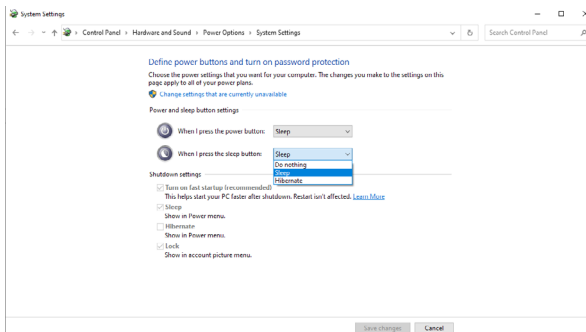 System Settings
Control Panel > Hardware and Sound > Power Options > System Settings
Search Control Panel
Define power buttons and turn on password protection
Choose the power settings that you want for your computer. The changes you make to the settings on this
page apply to all of your power plans.
Change settings that are currently unavailable
Power and sleep button settings
When I press the power button: Sleep
When I press the sleep button: Sleep
Do nothing
Sleep
Hibernate
Shutdown settings
Turn on fast startup (recommended)
This helps start your PC faster after shutdown. Restart isn't affected. Learn More
Sleep
Show in Power menu.
Hibernate
Show in Power menu.
Lock
Show in account picture menu.
Save changes Cancel